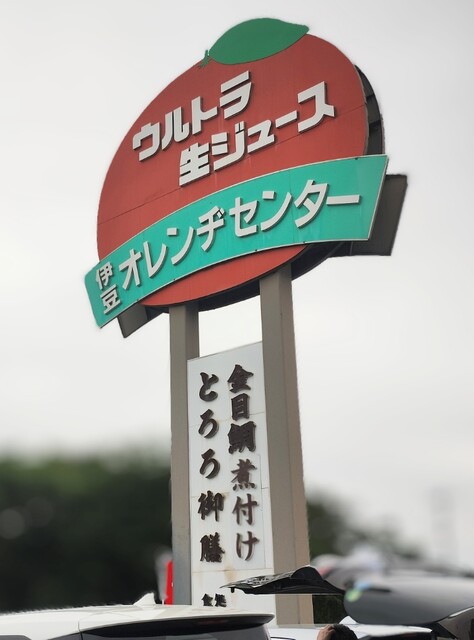 ウルトラ
生ジュース
伊豆
オレンヂセンター
金目鯛煮付け
とろろ御膳